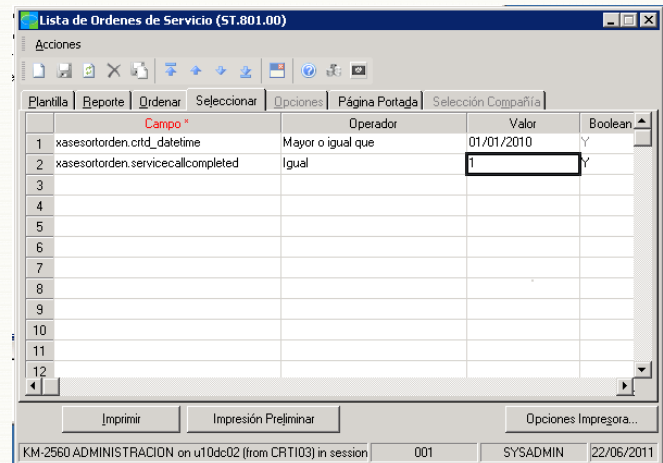 Lista de Ordenes de Servicio (ST.801.00)
Acciones
Plantilla Reporte Ordenar Seleccionar Opciones Página Portada Selección Compañía
Campo * Operador Valor Boolean
1 xasesortorden.crtd_datetime Mayor o igual que 01/01/2010 Y
2 xasesortorden.servicecallcompleted Igual 1 Y
3
4
5
6
7
8
9
10
11
12
Imprimir Impresión Preliminar Opciones Impresora...
KM-2560 ADMINISTRACION on u10dc02 (from CRTI03) in session 001 SYSADMIN 22/06/2011